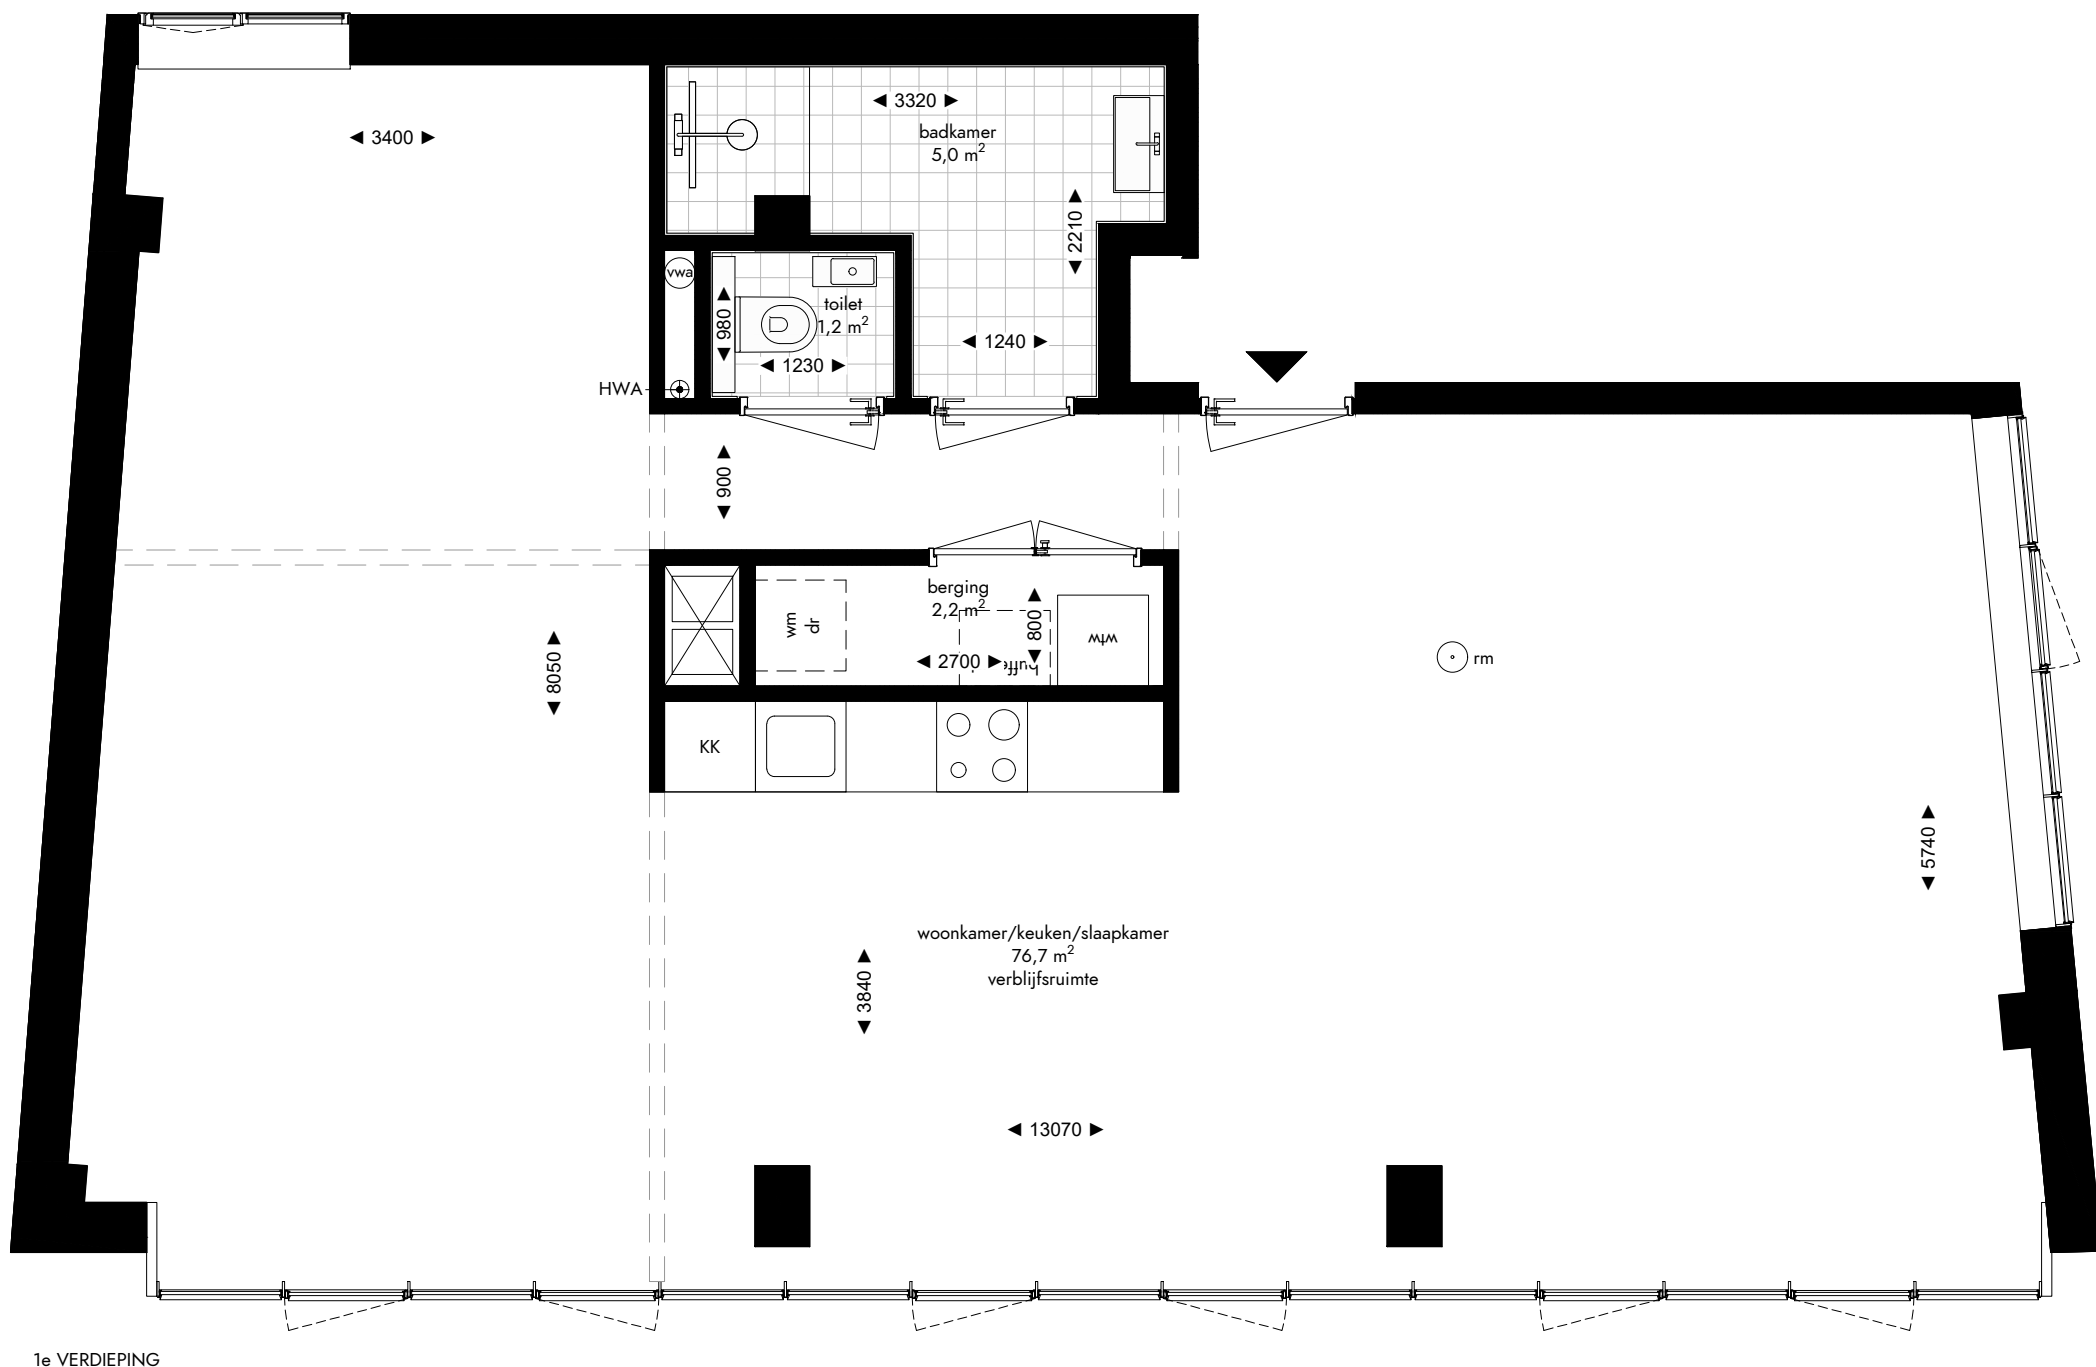 3400
3320
badkamer
5,0 m²
2210
vwa
toilet
1,2 m²
980
1230
1240
HWA
900
berging
2,2 m²
wm
dr
800
2700
wtw
8050
rm
KK
5740
woonkamer/keuken/slaapkamer
76,7 m²
verblijfsruimte
3840
13070
1e VERDIEPING